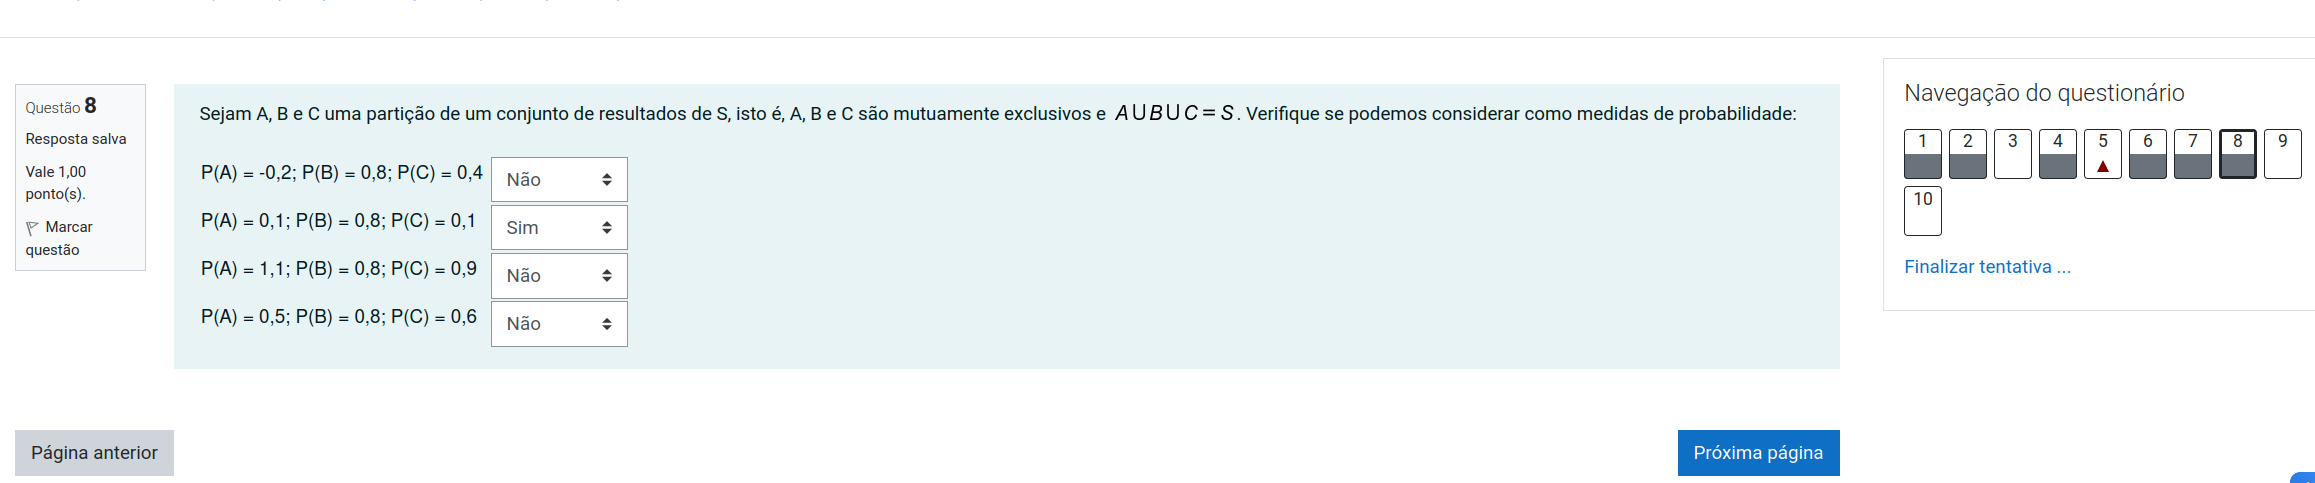 Questão 8
Resposta salva
Vale 1,00
ponto(s).
Marcar
questão
Sejam A, B e C uma partição de um conjunto de resultados de S, isto é, A, B e C são mutuamente exclusivos e A∪B∪C=S. Verifique se podemos considerar como medidas de probabilidade:
P(A) = -0,2; P(B) = 0,8; P(C) = 0,4 Não
P(A) = 0,1; P(B) = 0,8; P(C) = 0,1 Sim
P(A) = 1,1; P(B) = 0,8; P(C) = 0,9 Não
P(A) = 0,5; P(B) = 0,8; P(C) = 0,6 Não
Página anterior
Próxima página
Navegação do questionário
1 2 3 4 5 6 7 8 9
10
Finalizar tentativa ...